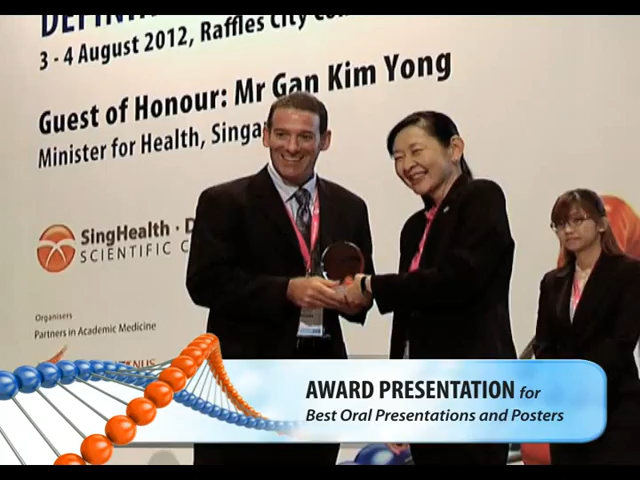 3 - 4 August 2012, Raffles City
Guest of Honour: Mr Gan Kim Yong
Minister for Health,
SingHealth ·
SCIENTIFIC
Organisers
Partners in Academic Medicine
NUS
AWARD PRESENTATION for
Best Oral Presentations and Posters